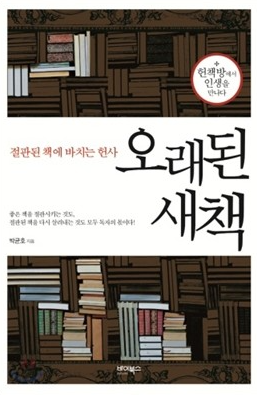 +
헌책방에서
인생을
만나다
절판된 책에 바치는 헌사
오래된
새책
좋은 책을 절판시키는 것도,
절판된 책을 다시 살려내는 것도 모두 독자의 몫이다!
박균호 지음
바이북스